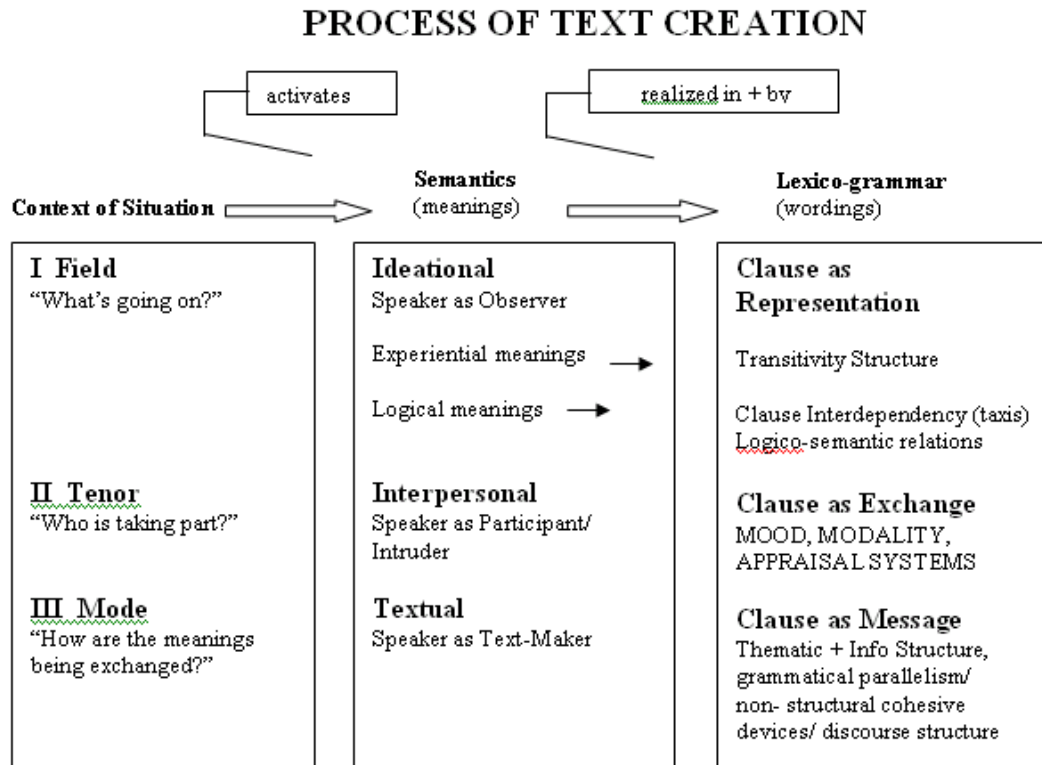 PROCESS OF TEXT CREATION
activates
realized in + by
Context of Situation
Semantics
(meanings)
Lexico-grammar
(wordings)
I Field
“What’s going on?”
II Tenor
“Who is taking part?”
III Mode
“How are the meanings
being exchanged?”
Ideational
Speaker as Observer
Experiential meanings
Logical meanings
Interpersonal
Speaker as Participant/
Intruder
Textual
Speaker as Text-Maker
Clause as
Representation
Transitivity Structure
Clause Interdependency (taxis)
Logico-semantic relations
Clause as Exchange
MOOD, MODALITY,
APPRAISAL SYSTEMS
Clause as Message
Thematic + Info Structure,
grammatical parallelism/
non- structural cohesive
devices/ discourse structure